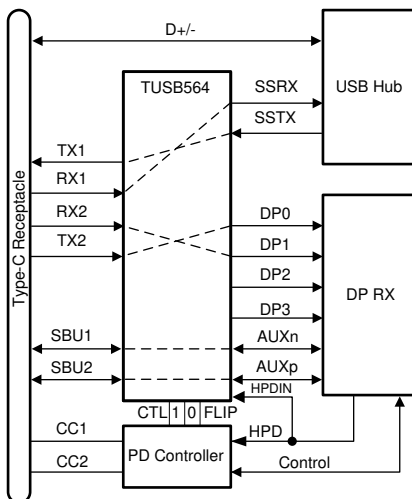 D+/-
TUSB564
USB Hub
SSRX
SSTX
TX1
RX1
RX2
TX2
DP0
DP1
DP2
DP3
DP RX
Type-C Receptacle
SBU1
SBU2
AUXn
AUXp
HPDIN
CTL 1 0 FLIP
CC1
CC2
PD Controller
HPD
Control